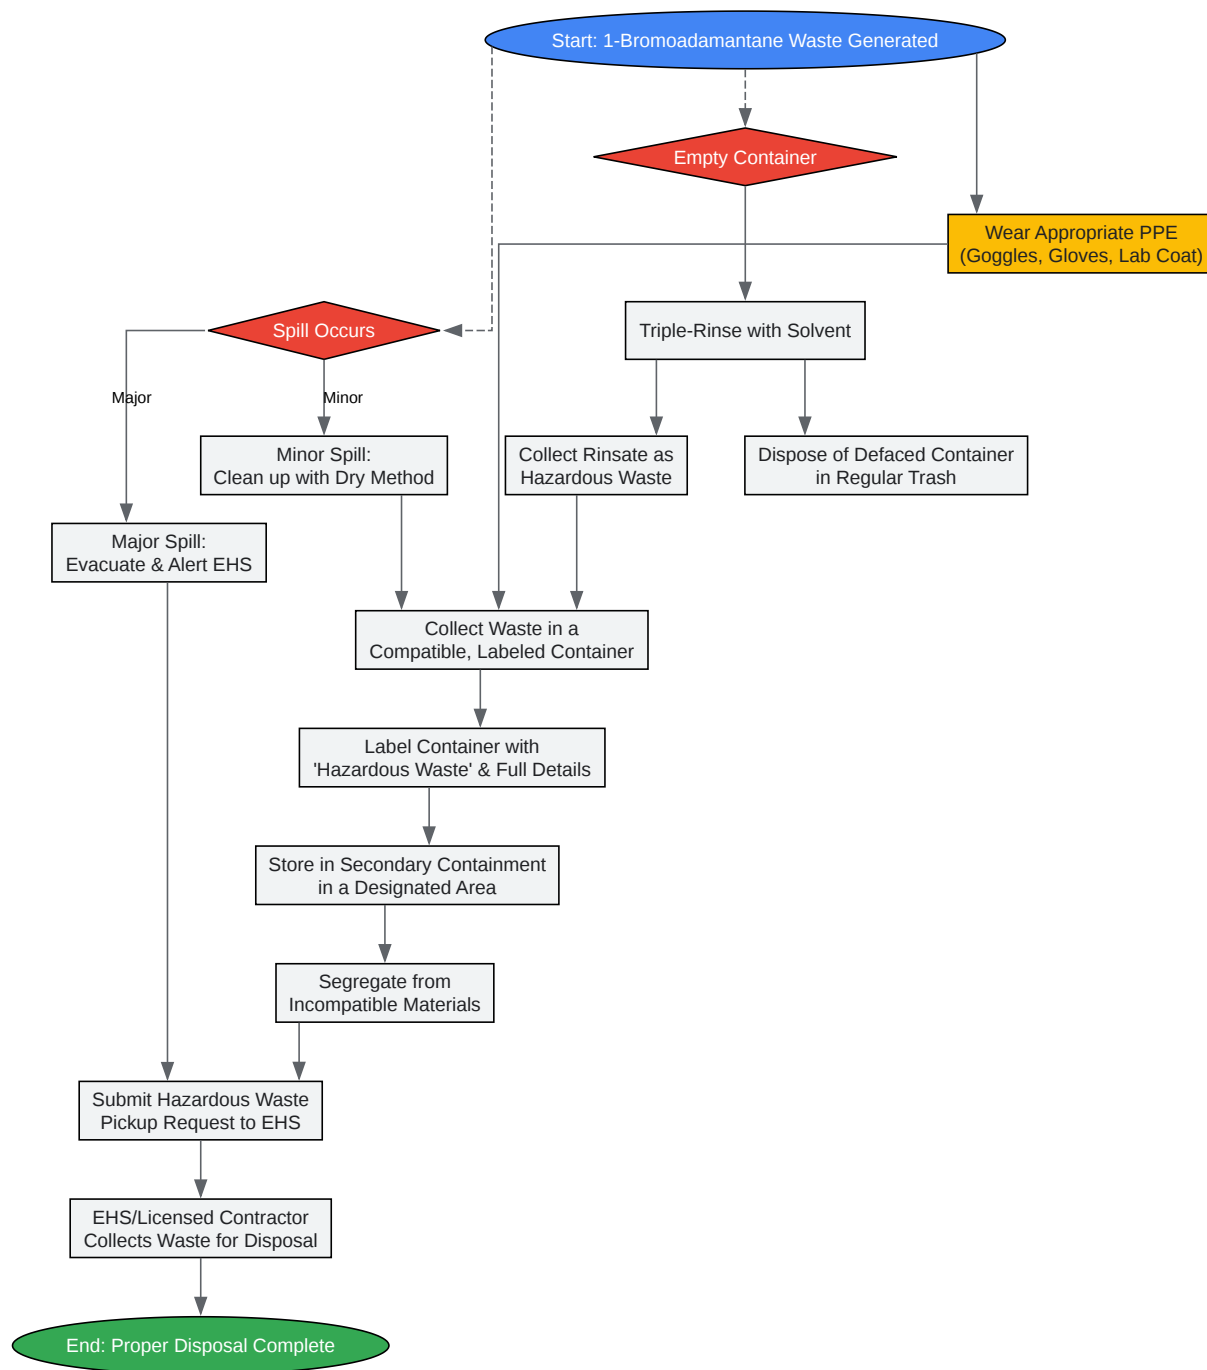 Start: 1-Bromoadamantane Waste Generated
Empty Container
Wear Appropriate PPE
(Goggles, Gloves, Lab Coat)
Spill Occurs
Triple-Rinse with Solvent
Major
Minor
Minor Spill:
Clean up with Dry Method
Collect Rinsate as
Hazardous Waste
Dispose of Defaced Container
in Regular Trash
Major Spill:
Evacuate & Alert EHS
Collect Waste in a
Compatible, Labeled Container
Label Container with
'Hazardous Waste' & Full Details
Store in Secondary Containment
in a Designated Area
Segregate from
Incompatible Materials
Submit Hazardous Waste
Pickup Request to EHS
EHS/Licensed Contractor
Collects Waste for Disposal
End: Proper Disposal Complete